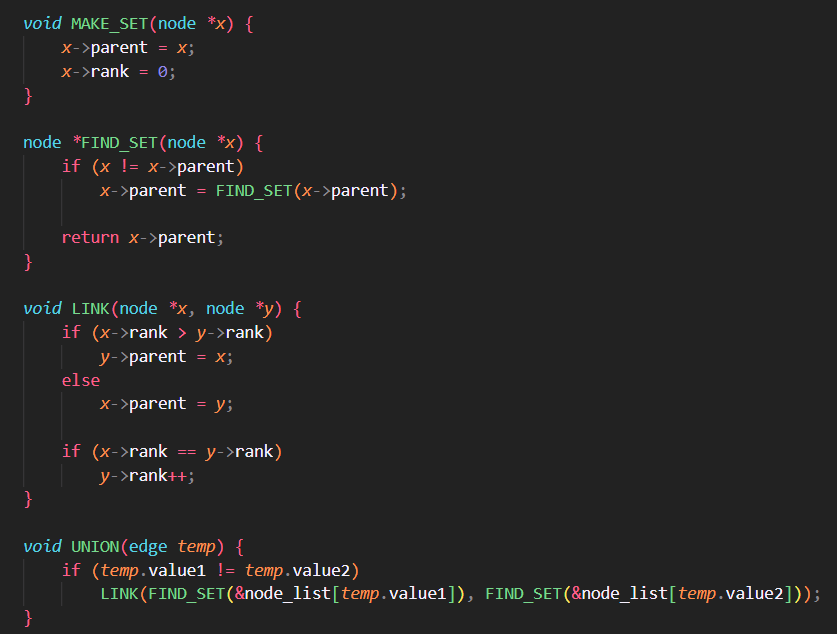 void MAKE_SET(node *x) {
    x->parent = x;
    x->rank = 0;
}

node *FIND_SET(node *x) {
    if (x != x->parent)
        x->parent = FIND_SET(x->parent);

    return x->parent;
}

void LINK(node *x, node *y) {
    if (x->rank > y->rank)
        y->parent = x;
    else
        x->parent = y;

    if (x->rank == y->rank)
        y->rank++;
}

void UNION(edge temp) {
    if (temp.value1 != temp.value2)
        LINK(FIND_SET(&node_list[temp.value1]), FIND_SET(&node_list[temp.value2]));
}